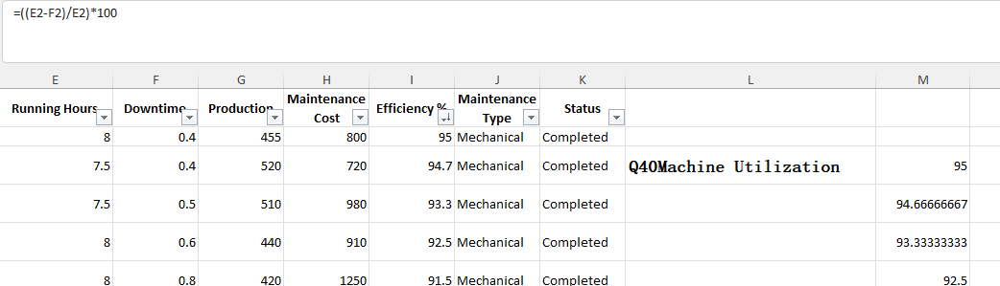 =((E2-F2)/E2)*100
E F G H I J K L M
Running Hours Downtime Production Maintenance Cost Efficiency % Maintenance Type Status
8 0.4 455 800 95 Mechanical Completed
7.5 0.4 520 720 94.7 Mechanical Completed Q40Machine Utilization 95
7.5 0.5 510 980 93.3 Mechanical Completed 94.66666667
8 0.6 440 910 92.5 Mechanical Completed 93.33333333
8 0.8 420 1250 91.5 Mechanical Completed 92.5